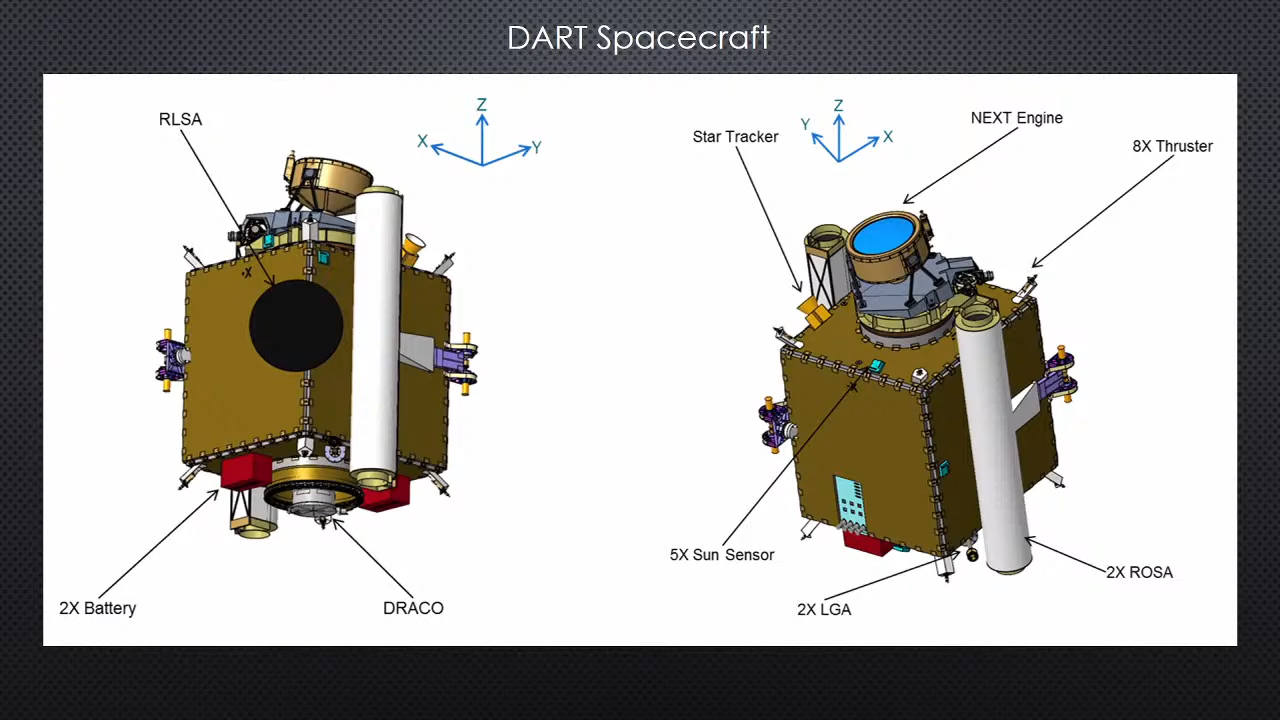 DART Spacecraft
RLSA
Z
X
Y
2X Battery
DRACO
Star Tracker
Z
Y
X
NEXT Engine
8X Thruster
5X Sun Sensor
2X LGA
2X ROSA